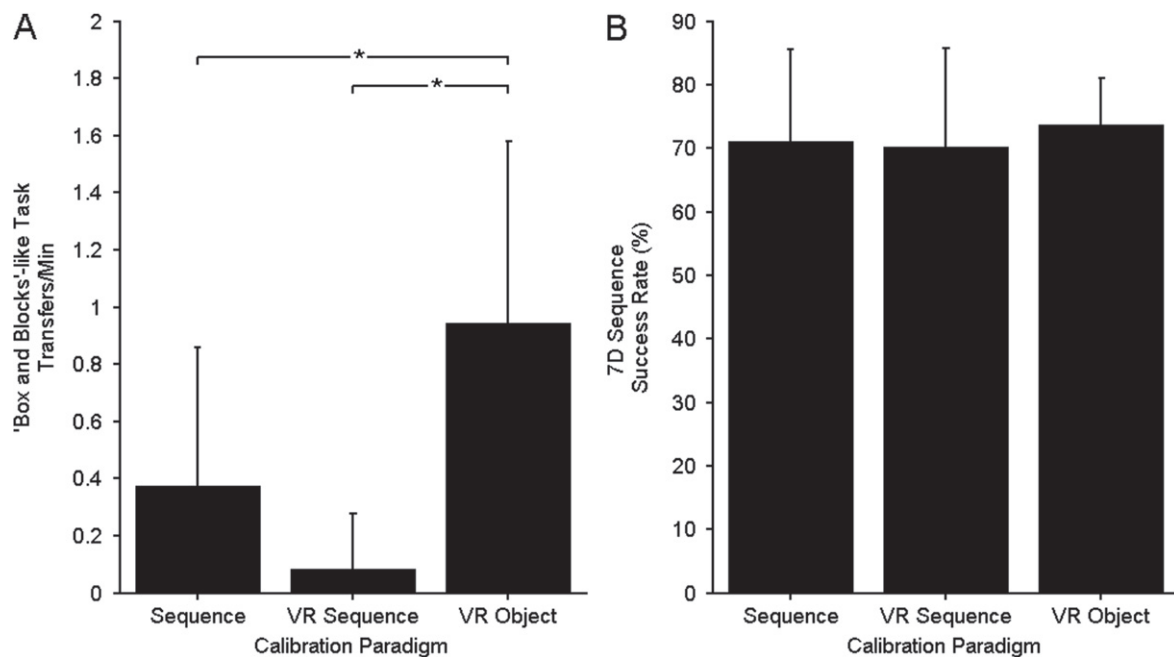 A
2
1.8
1.6
1.4
1.2
1
0.8
0.6
0.4
0.2
0
'Box and Blocks'-like Task
Transfers/Min
*
*
Sequence VR Sequence VR Object
Calibration Paradigm
B
90
80
70
60
50
40
30
20
10
0
7D Sequence
Success Rate (%)
Sequence VR Sequence VR Object
Calibration Paradigm